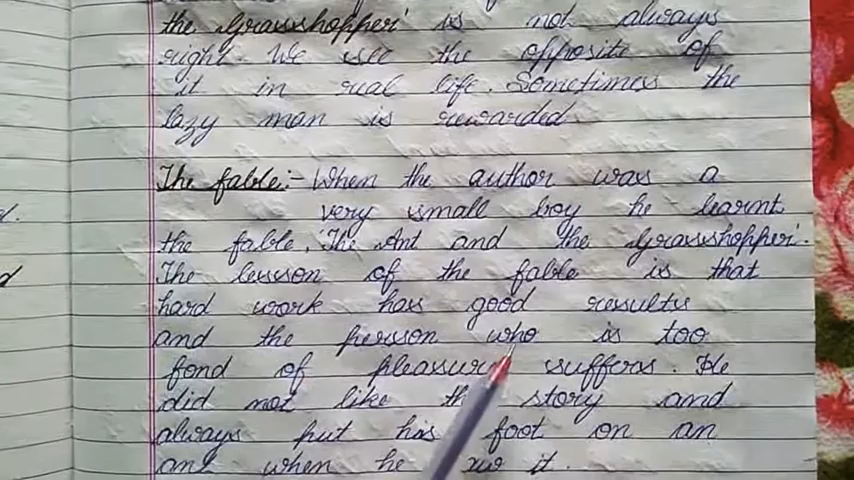 the Grasshopper' is not always
right. We see the opposite of
it in real life. Sometimes the
lazy man is rewarded
The fable:- When the author was a
very small boy he learnt
the fable, 'The Ant and the Grasshopper'.
The lesson of the fable is that
hard work has good results
and the person who is too
fond of pleasure suffers. He
did not like the story and
always put his foot on an
ant when he it.